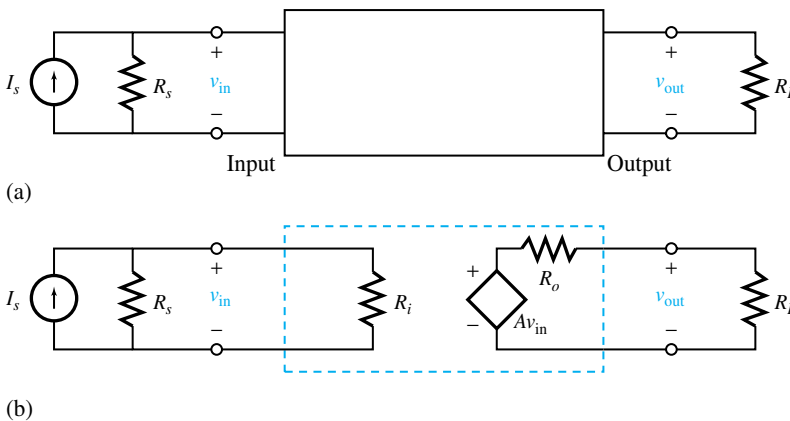 I_s R_s + v_in − + v_out −
Input Output
(a)
I_s R_s + v_in − R_i + − Av_in R_o + v_out −
(b)